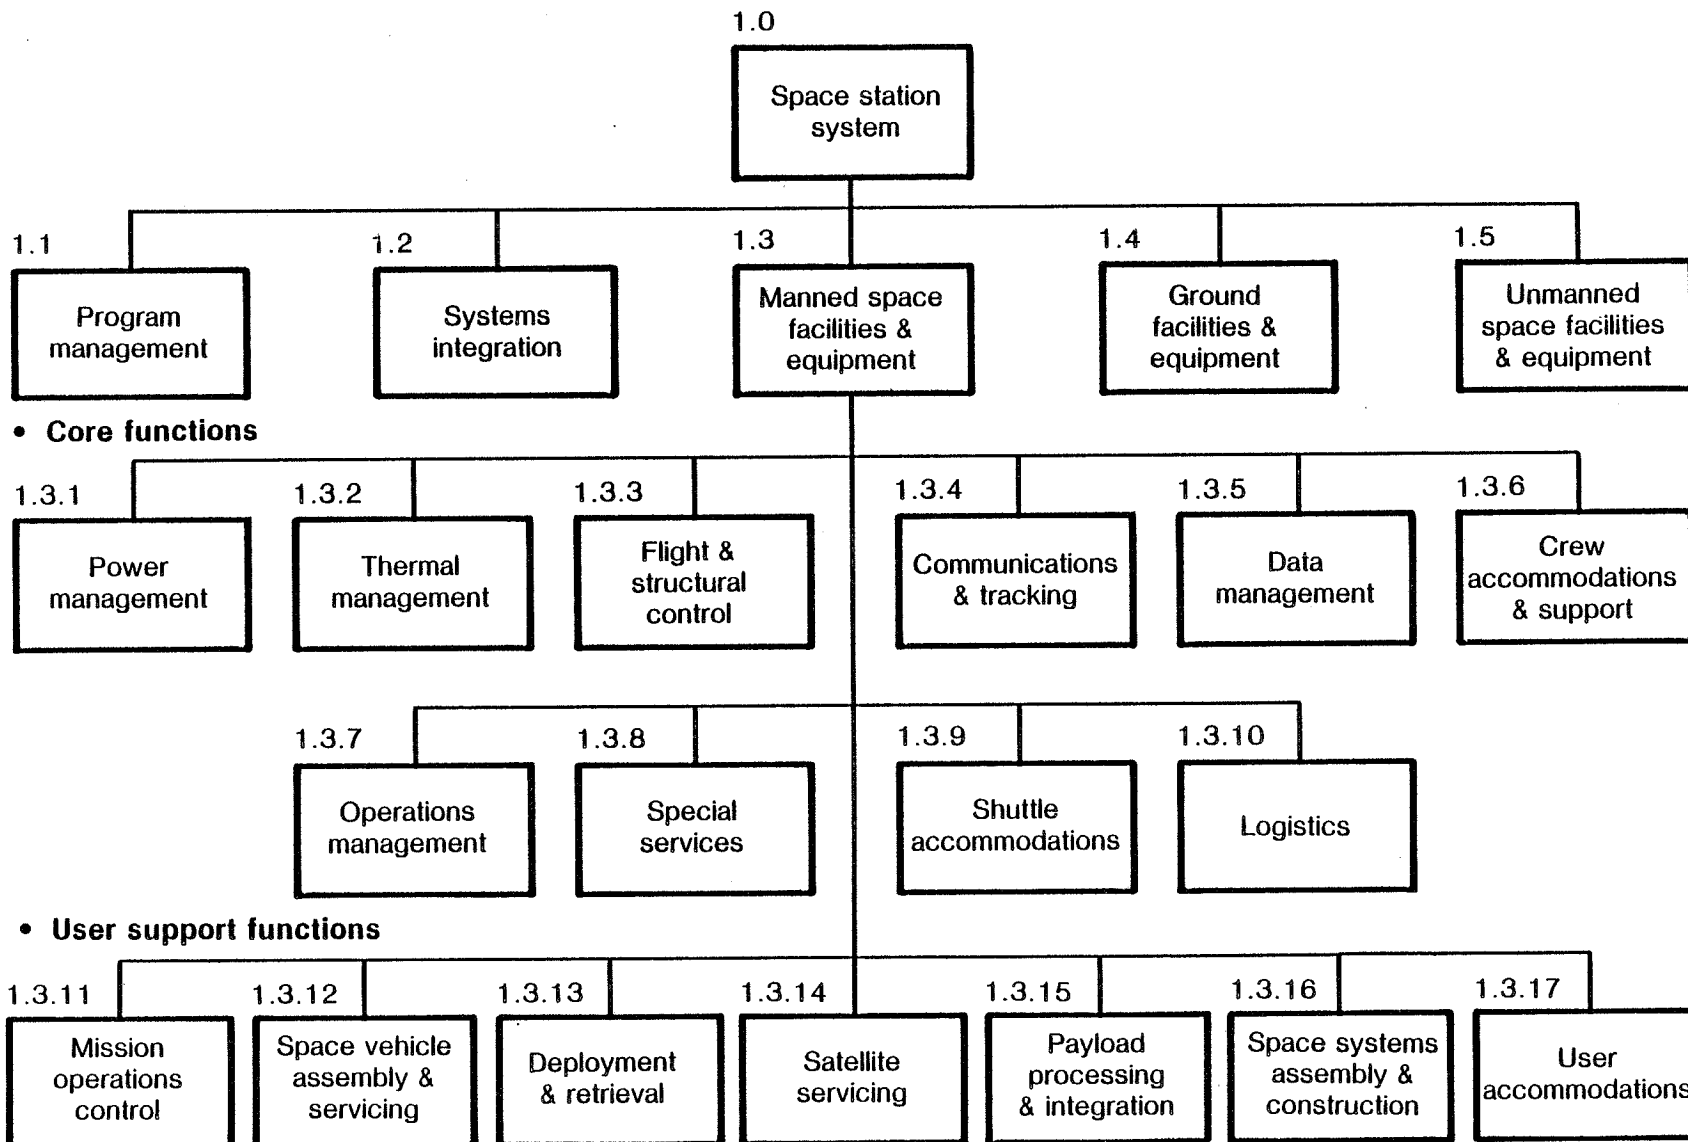 1.0
Space station
system
1.1
Program
management
1.2
Systems
integration
1.3
Manned space
facilities &
equipment
1.4
Ground
facilities &
equipment
1.5
Unmanned
space facilities
& equipment
• Core functions
1.3.1
Power
management
1.3.2
Thermal
management
1.3.3
Flight &
structural
control
1.3.4
Communications
& tracking
1.3.5
Data
management
1.3.6
Crew
accommodations
& support
1.3.7
Operations
management
1.3.8
Special
services
1.3.9
Shuttle
accommodations
1.3.10
Logistics
• User support functions
1.3.11
Mission
operations
control
1.3.12
Space vehicle
assembly &
servicing
1.3.13
Deployment
& retrieval
1.3.14
Satellite
servicing
1.3.15
Payload
processing
& integration
1.3.16
Space systems
assembly &
construction
1.3.17
User
accommodations